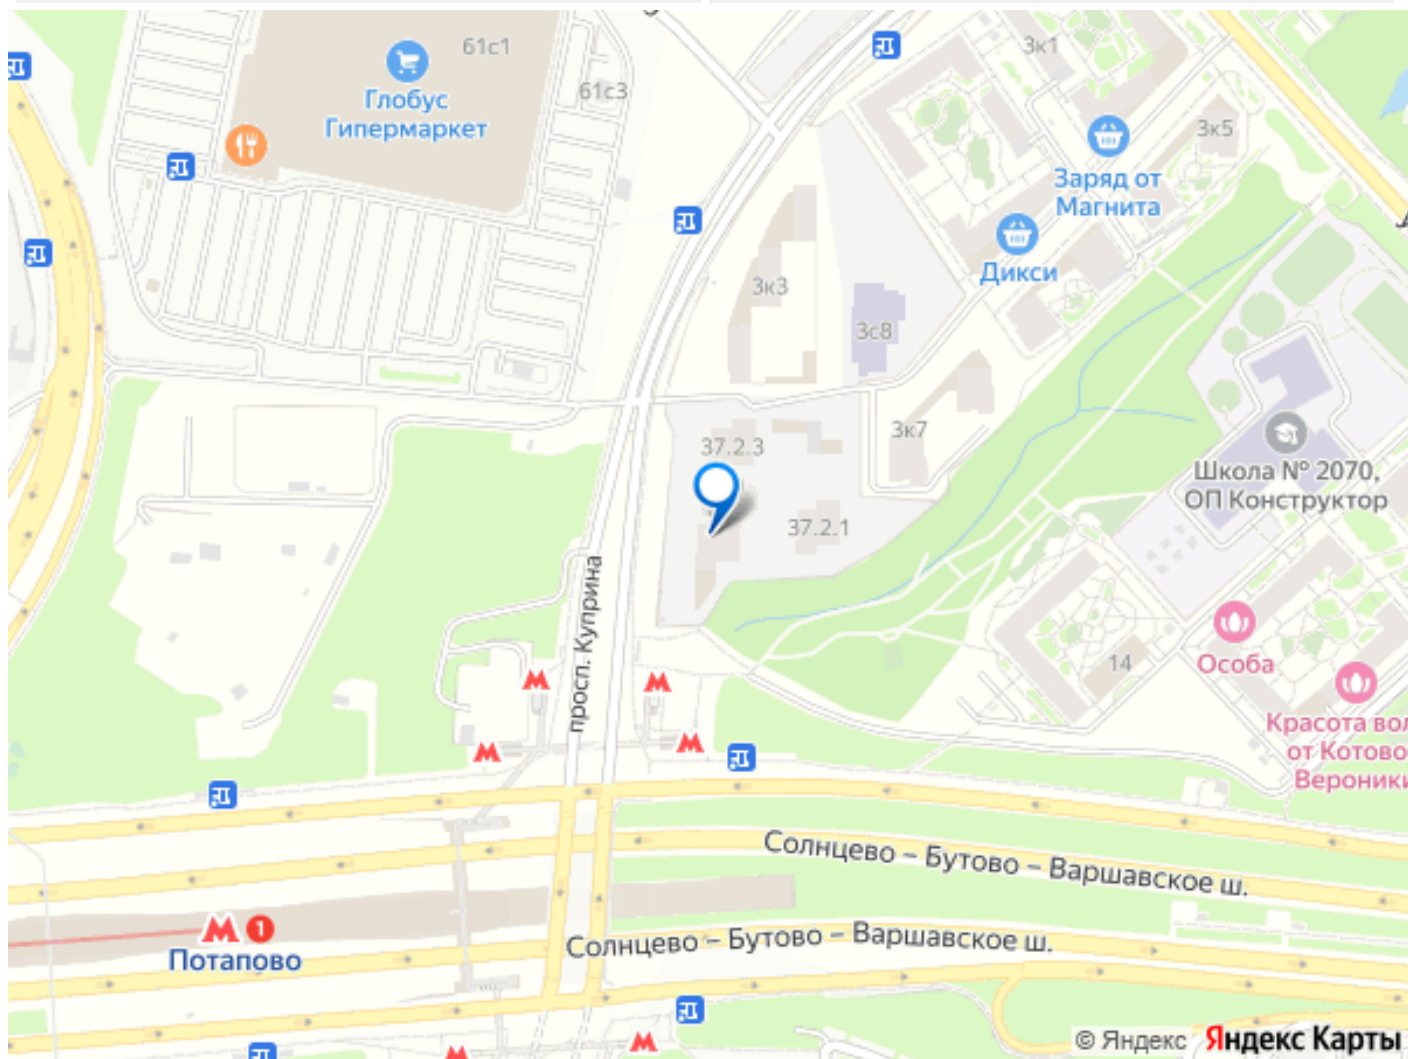 61с1
3к1
Глобус
Гипермаркет
61с3
3к5
Заряд от
Магнита
Дикси
3к3
3с8
3к7
37.2.3
Школа № 2070,
ОП Конструктор
37.2.1
просп. Куприна
14
Особа
Красота вол
от Котово
Вероники
Солнцево – Бутово – Варшавское ш.
1
Потапово
Солнцево – Бутово – Варшавское ш.
© Яндекс Яндекс Карты